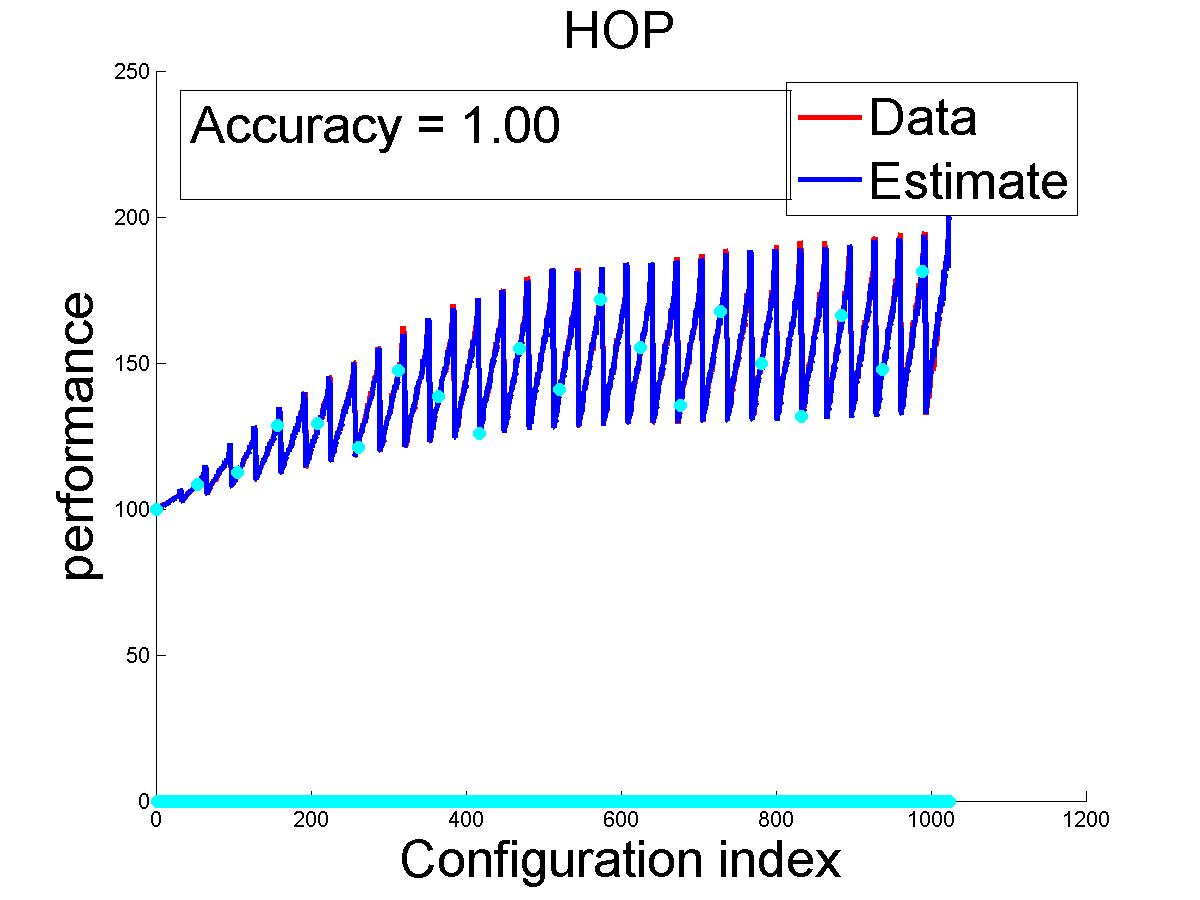 HOP
250
Accuracy = 1.00
Data
Estimate
200
150
100
50
0
performance
0 200 400 600 800 1000 1200
Configuration index